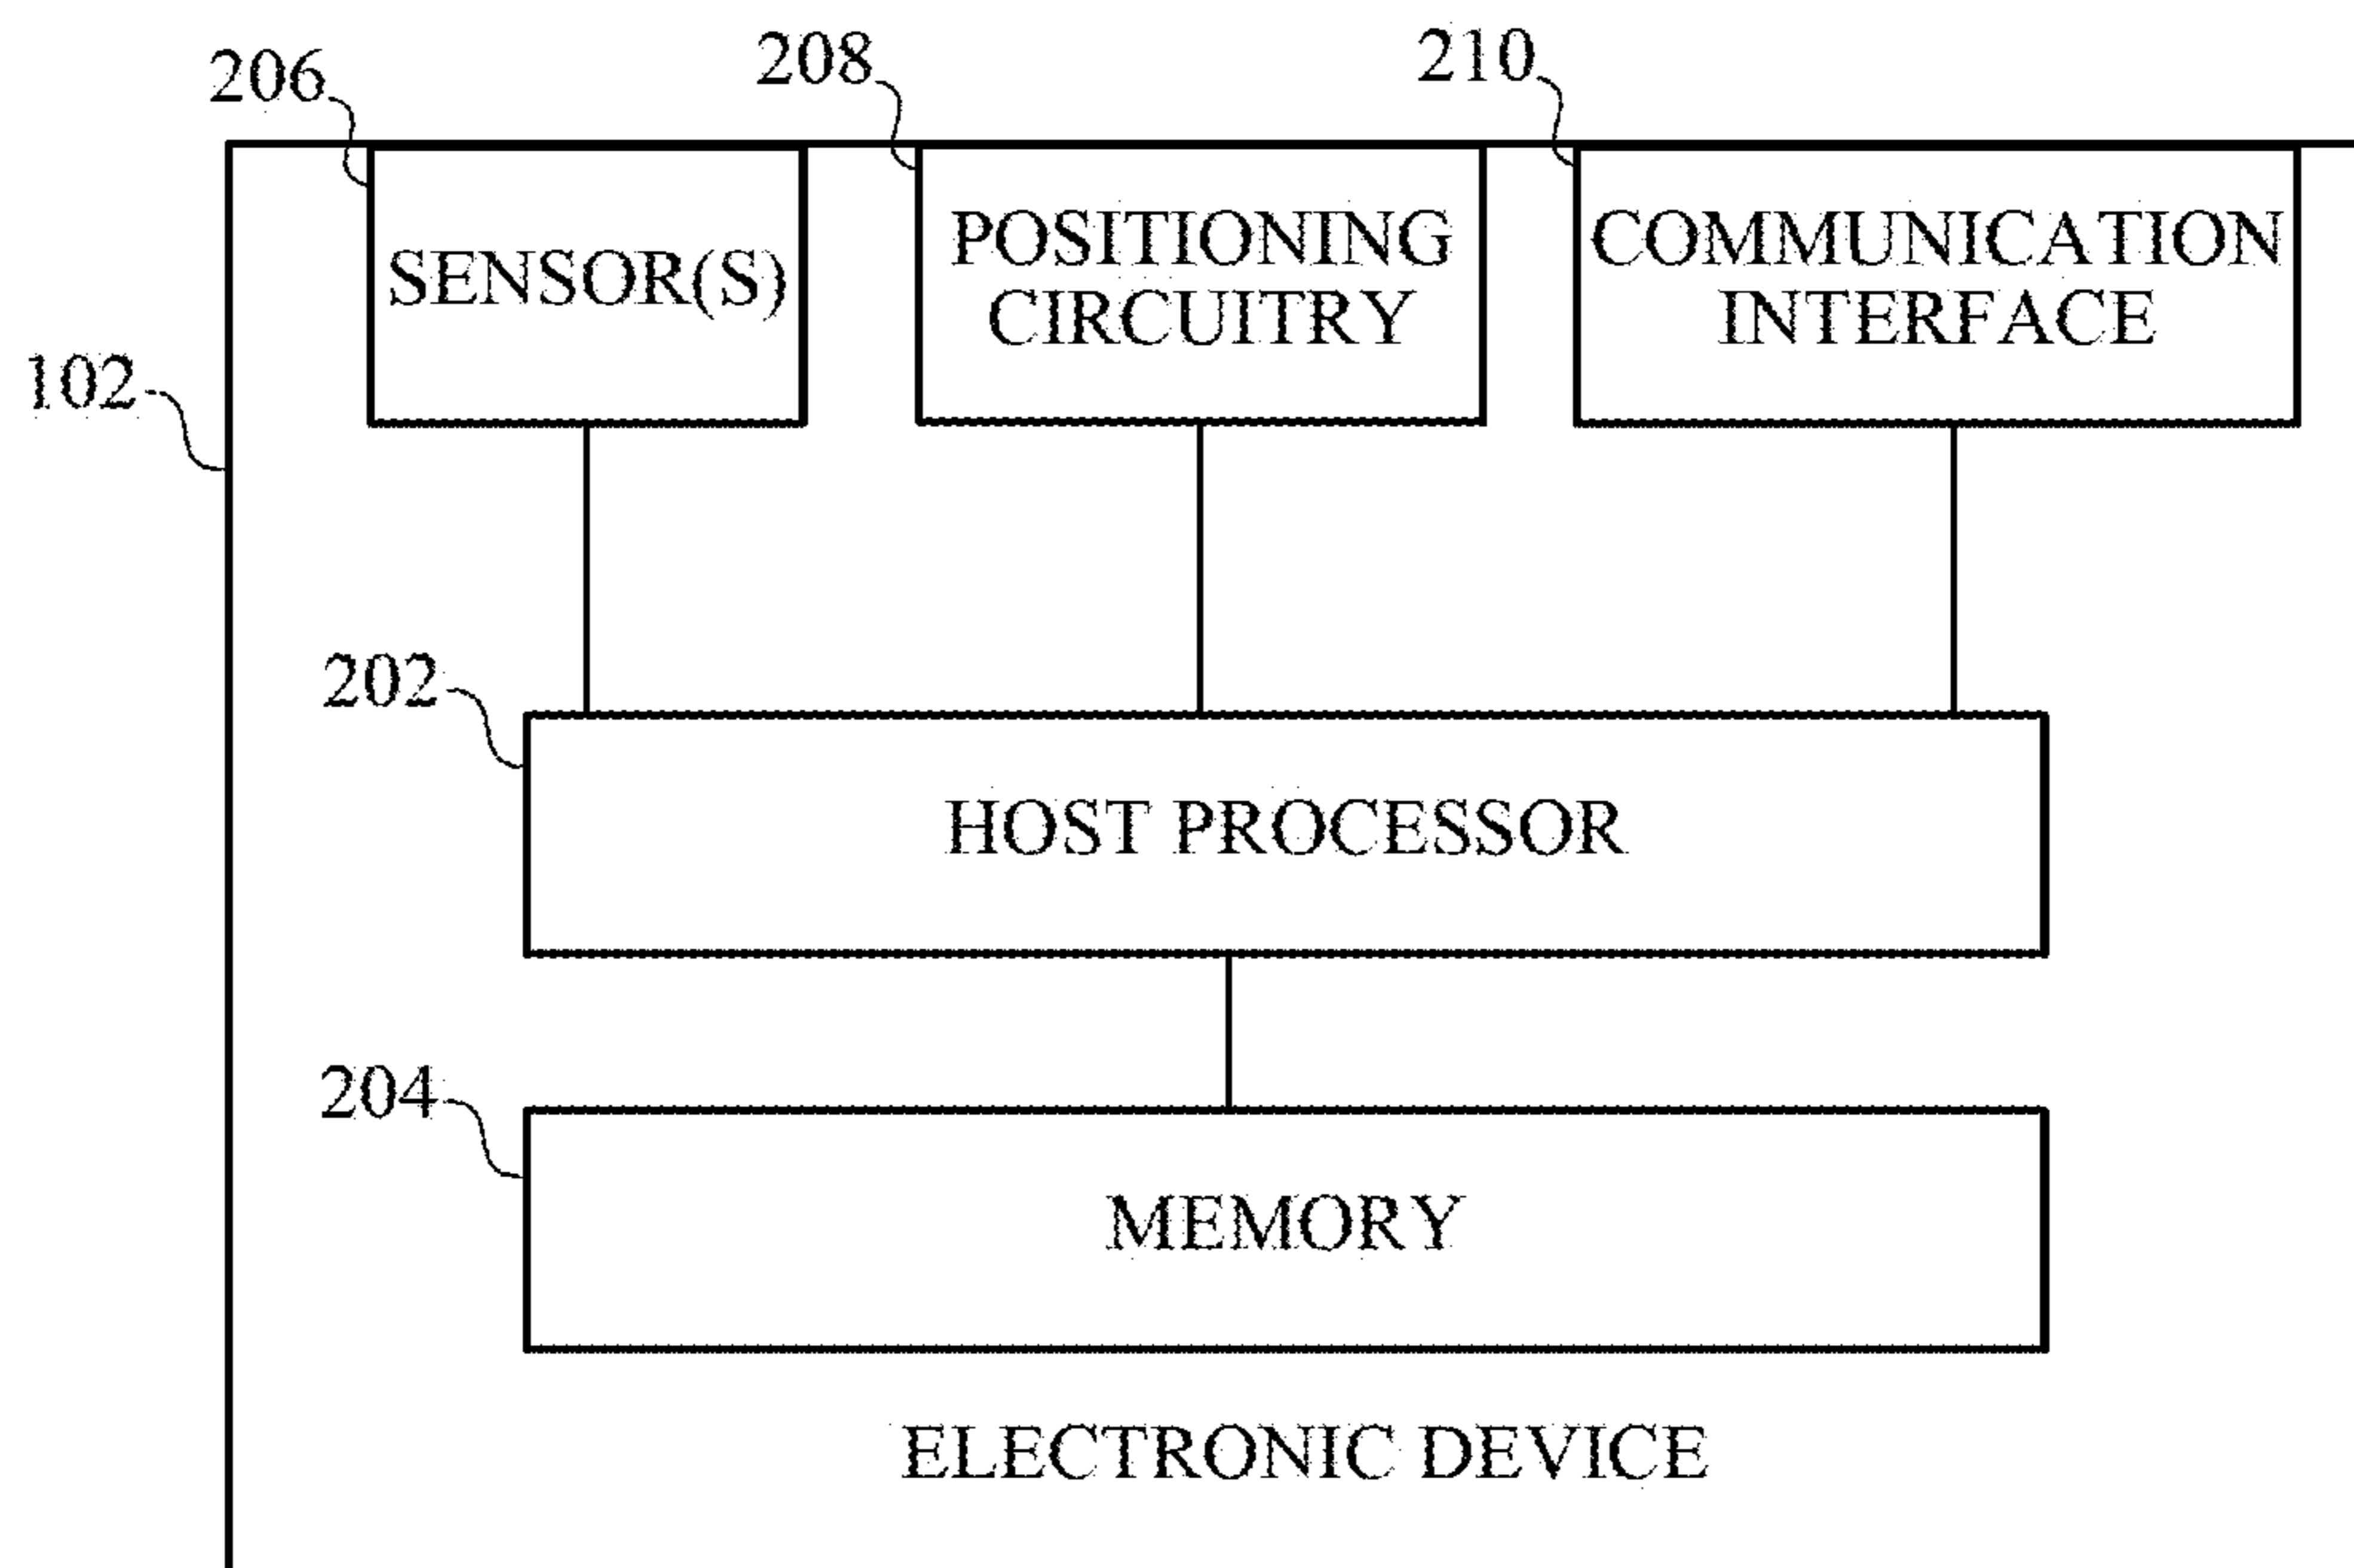 206
208
210
SENSOR(S)
POSITIONING
CIRCUITRY
COMMUNICATION
INTERFACE
102
202
HOST PROCESSOR
204
MEMORY
ELECTRONIC DEVICE